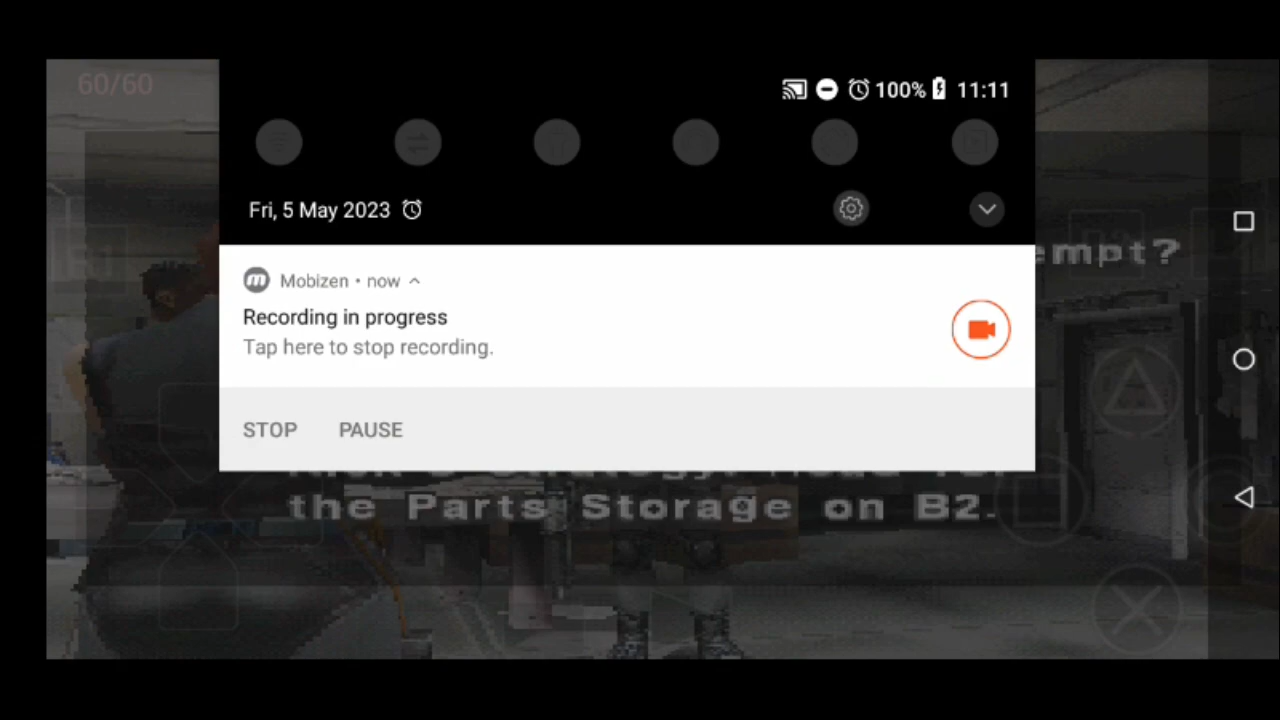 60/60
100% 11:11
Fri, 5 May 2023
empt?
Mobizen • now
Recording in progress
Tap here to stop recording.
STOP PAUSE
the Parts Storage on B2.